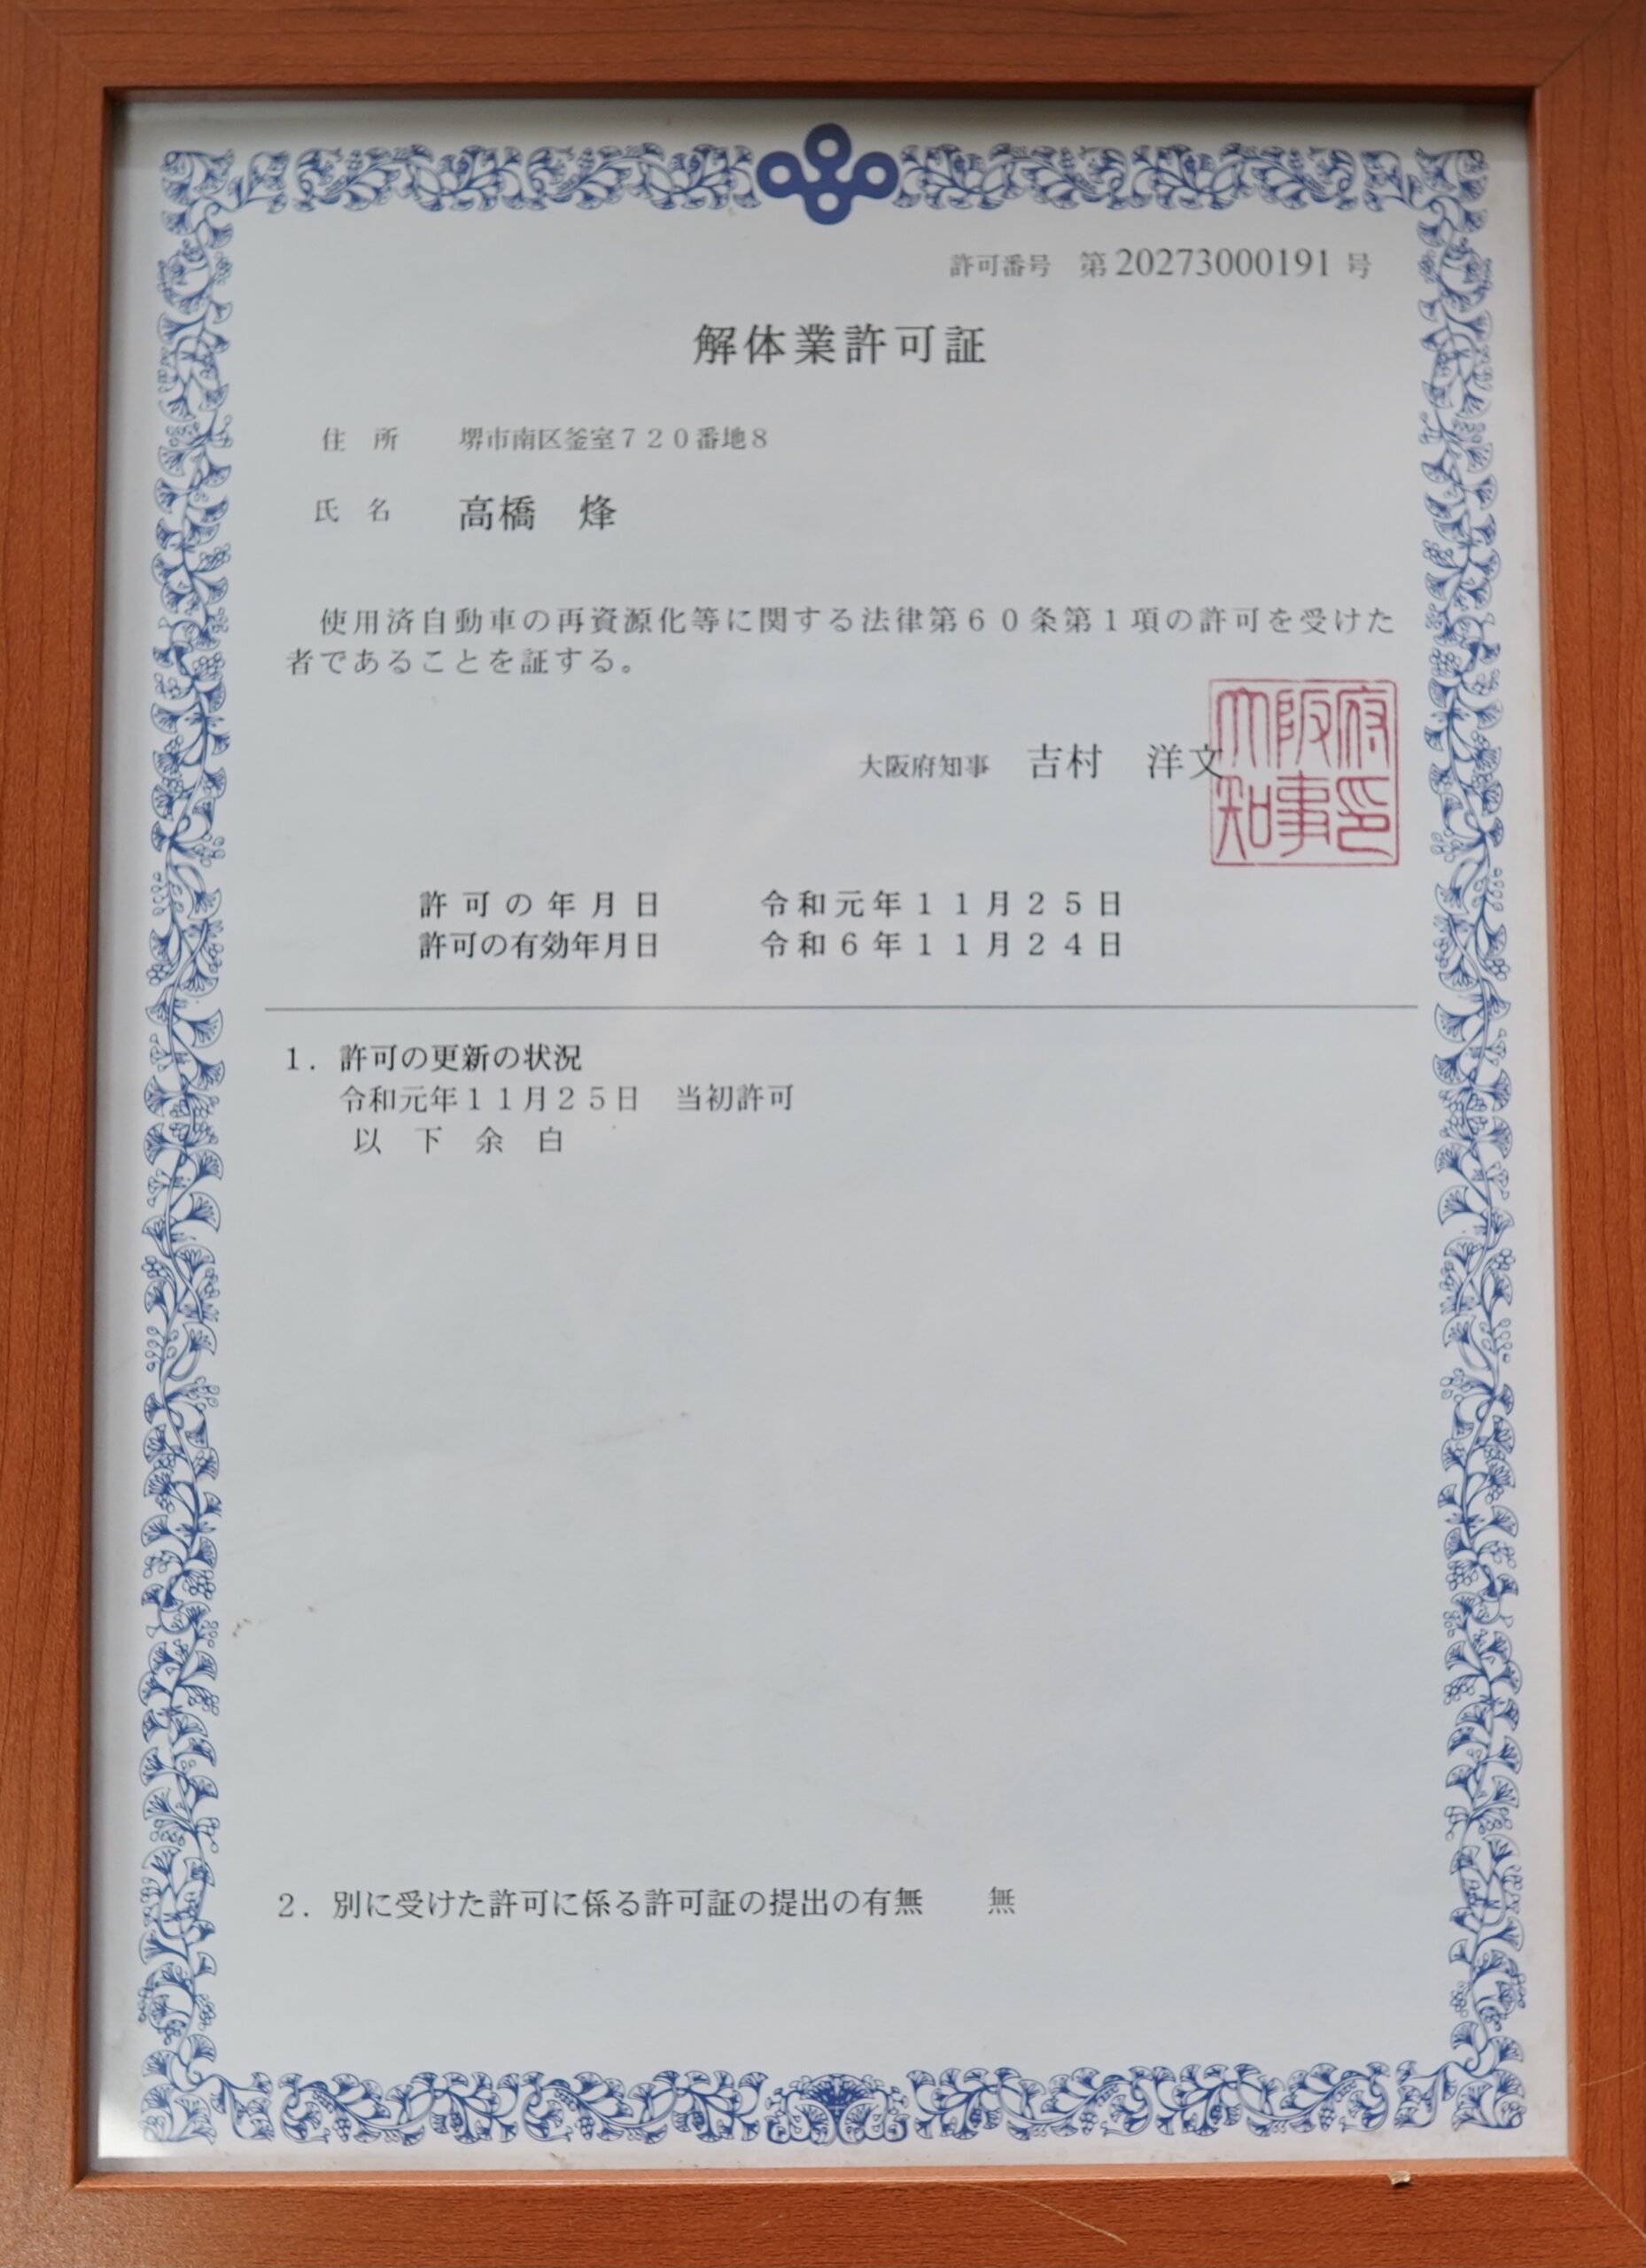 許可番号　第20273000191号
解体業許可証
住　所　堺市南区釜室７２０番地８
氏　名　高橋　烽
使用済自動車の再資源化等に関する法律第６０条第１項の許可を受けた
者であることを証する。
大阪府知事　吉村　洋文
大阪府
知事印
許可の年月日　令和元年１１月２５日
許可の有効年月日　令和６年１１月２４日
１．許可の更新の状況
令和元年１１月２５日　当初許可
以　下　余　白
２．別に受けた許可に係る許可証の提出の有無　無